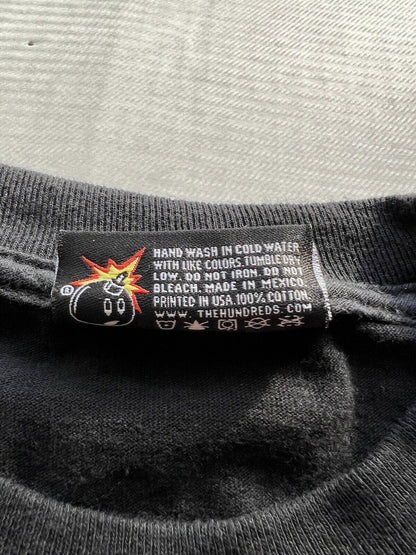 HAND WASH IN COLD WATER
WITH LIKE COLORS. TUMBLE DRY
LOW. DO NOT IRON. DO NOT
BLEACH. MADE IN MEXICO.
PRINTED IN USA. 100% COTTON.
WWW. THEHUNDREDS. COM
®